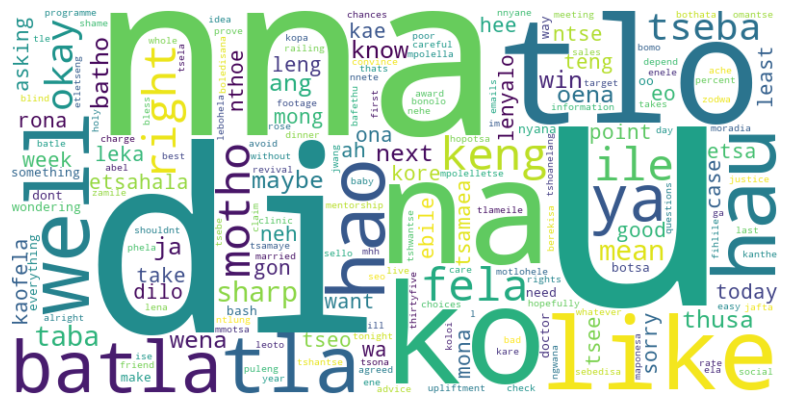 nna
di
u
na
ko
tlo
like
batla
well
tla
hao
ya
hau
keng
fela
ile
right
motho
tseba
okay
sharp
win
know
mong
maybe
etsahala
taba
wena
kaofela
week
leka
batho
rona
asking
ja
take
dilo
tseo
want
wa
mona
sorry
tsee
thusa
today
mean
good
botsa
point
case
etsa
next
kore
ebile
tsamaea
lenyalo
oena
ntse
teng
hee
kae
leng
ang
nthoe
ona
ah
neh
gon
eo
oo
least
need
doctor
something
wondering
everything
dont
abel
zamile
charge
best
holy
blind
tle
etletseng
shame
programme
idea
prove
chances
whole
tsela
bless
lebohela
boledisana
kopa
nnete
thats
footage
railing
convince
mpolella
careful
poor
nnyane
way
meeting
bothata
omantse
sales
bomo
target
enele
depend
ache
percent
zodwa
emails
im
information
takes
first
award
bonolo
nehe
bafethu
rose
dinner
avoid
without
revival
jwang
baby
mentorship
mpolelletse
tshoanelang
hopotsa
nyana
day
moradia
justice
ga
last
kanthe
fihlile
questions
easy
jafta
social
rate
ela
whatever
maponesa
sebedisa
ngwana
koloi
motlohele
rights
hopefully
care
live
seo
choices
thirtyfive
tlameile
tshwantse
berekisa
l
bad
kare
check
upliftment
advice
ene
agreed
tsona
ill
tonight
mhh
sello
claim
clinic
married
tsebe
tsamaye
ntlung
mmotsa
bash
leoto
puleng
year
tshantse
friend
make
ise
alright
lena
phela
shouldnt
batle